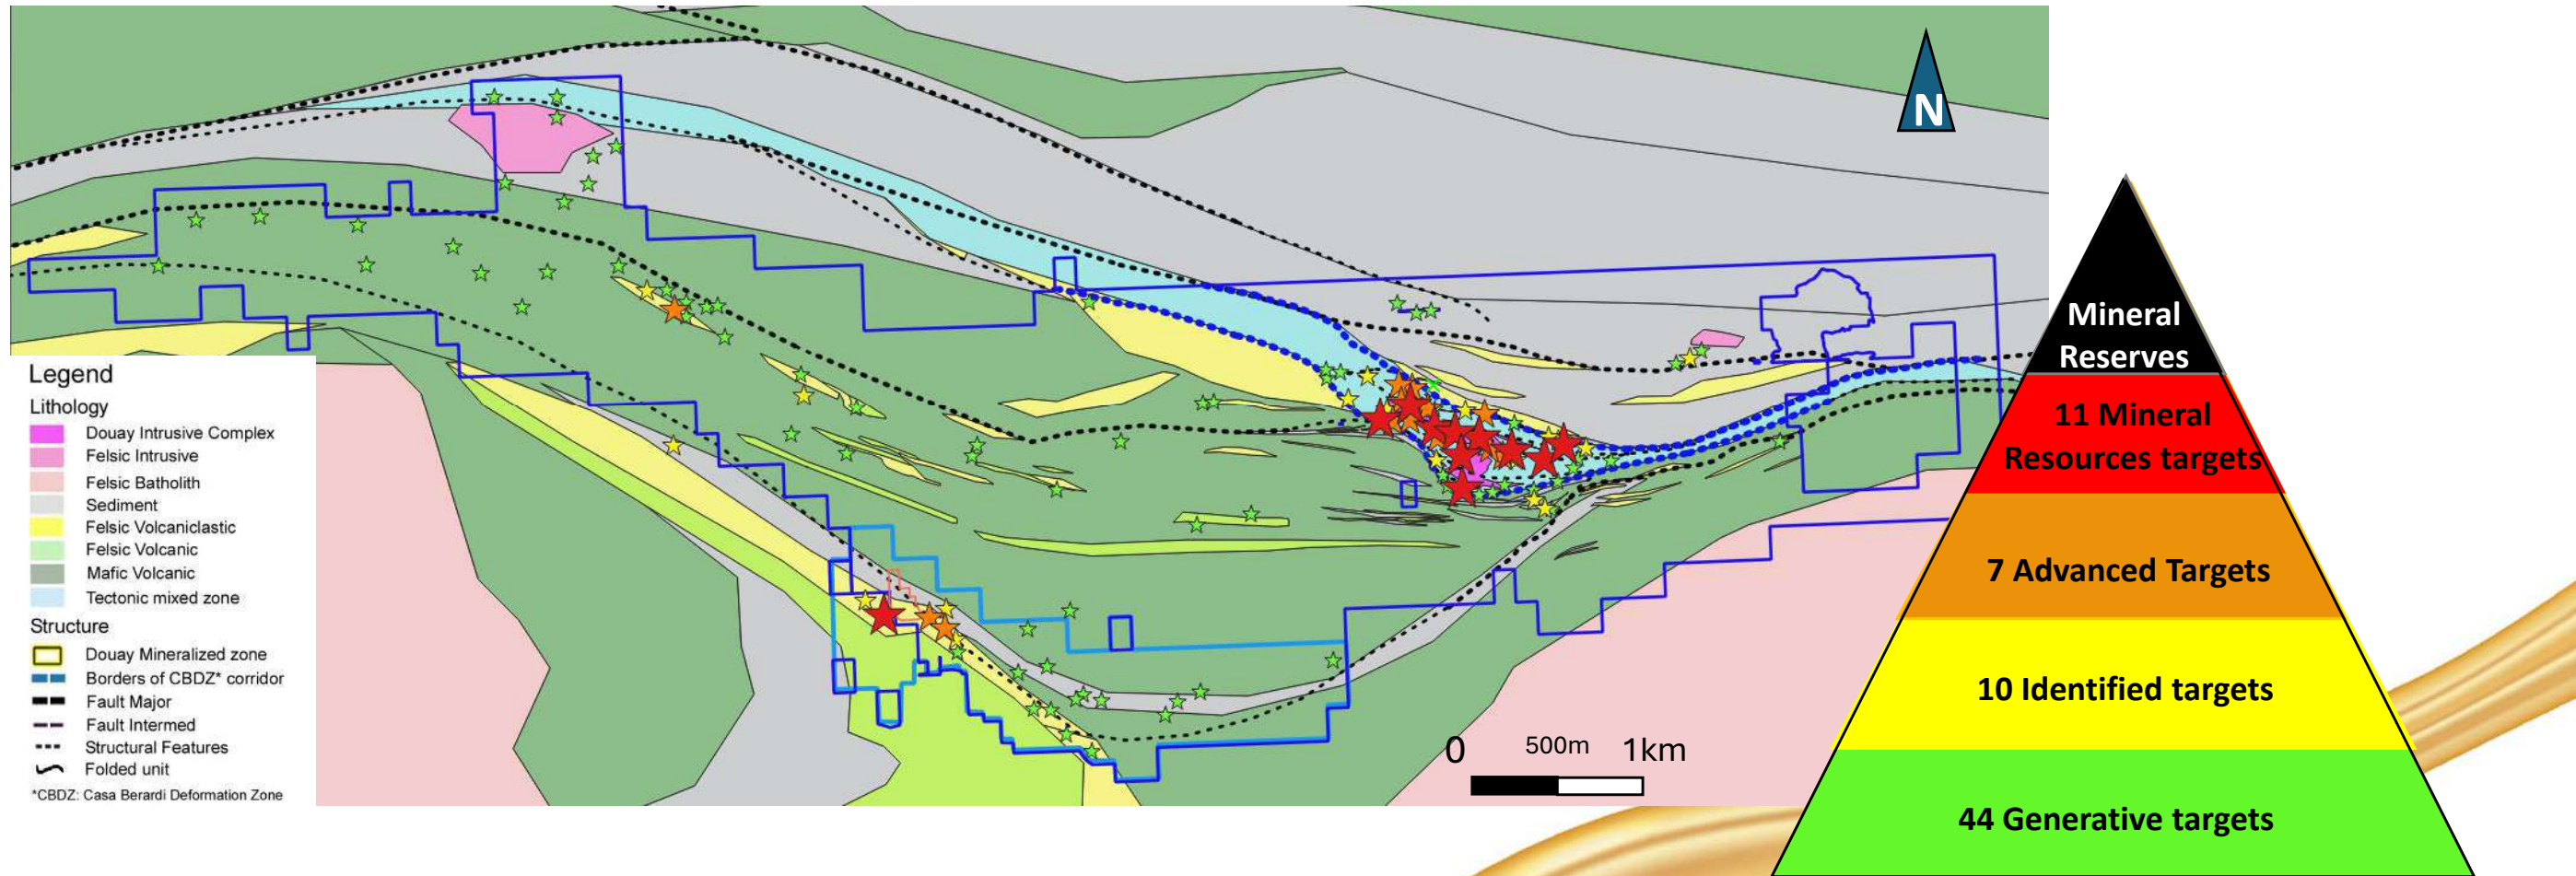 N
Legend
Lithology
Douay Intrusive Complex
Felsic Intrusive
Felsic Batholith
Sediment
Felsic Volcaniclastic
Felsic Volcanic
Mafic Volcanic
Tectonic mixed zone
Structure
Douay Mineralized zone
Borders of CBDZ* corridor
Fault Major
Fault Intermed
Structural Features
Folded unit
*CBDZ: Casa Berardi Deformation Zone
0 500m 1km
Mineral
Reserves
11 Mineral
Resources targets
7 Advanced Targets
10 Identified targets
44 Generative targets